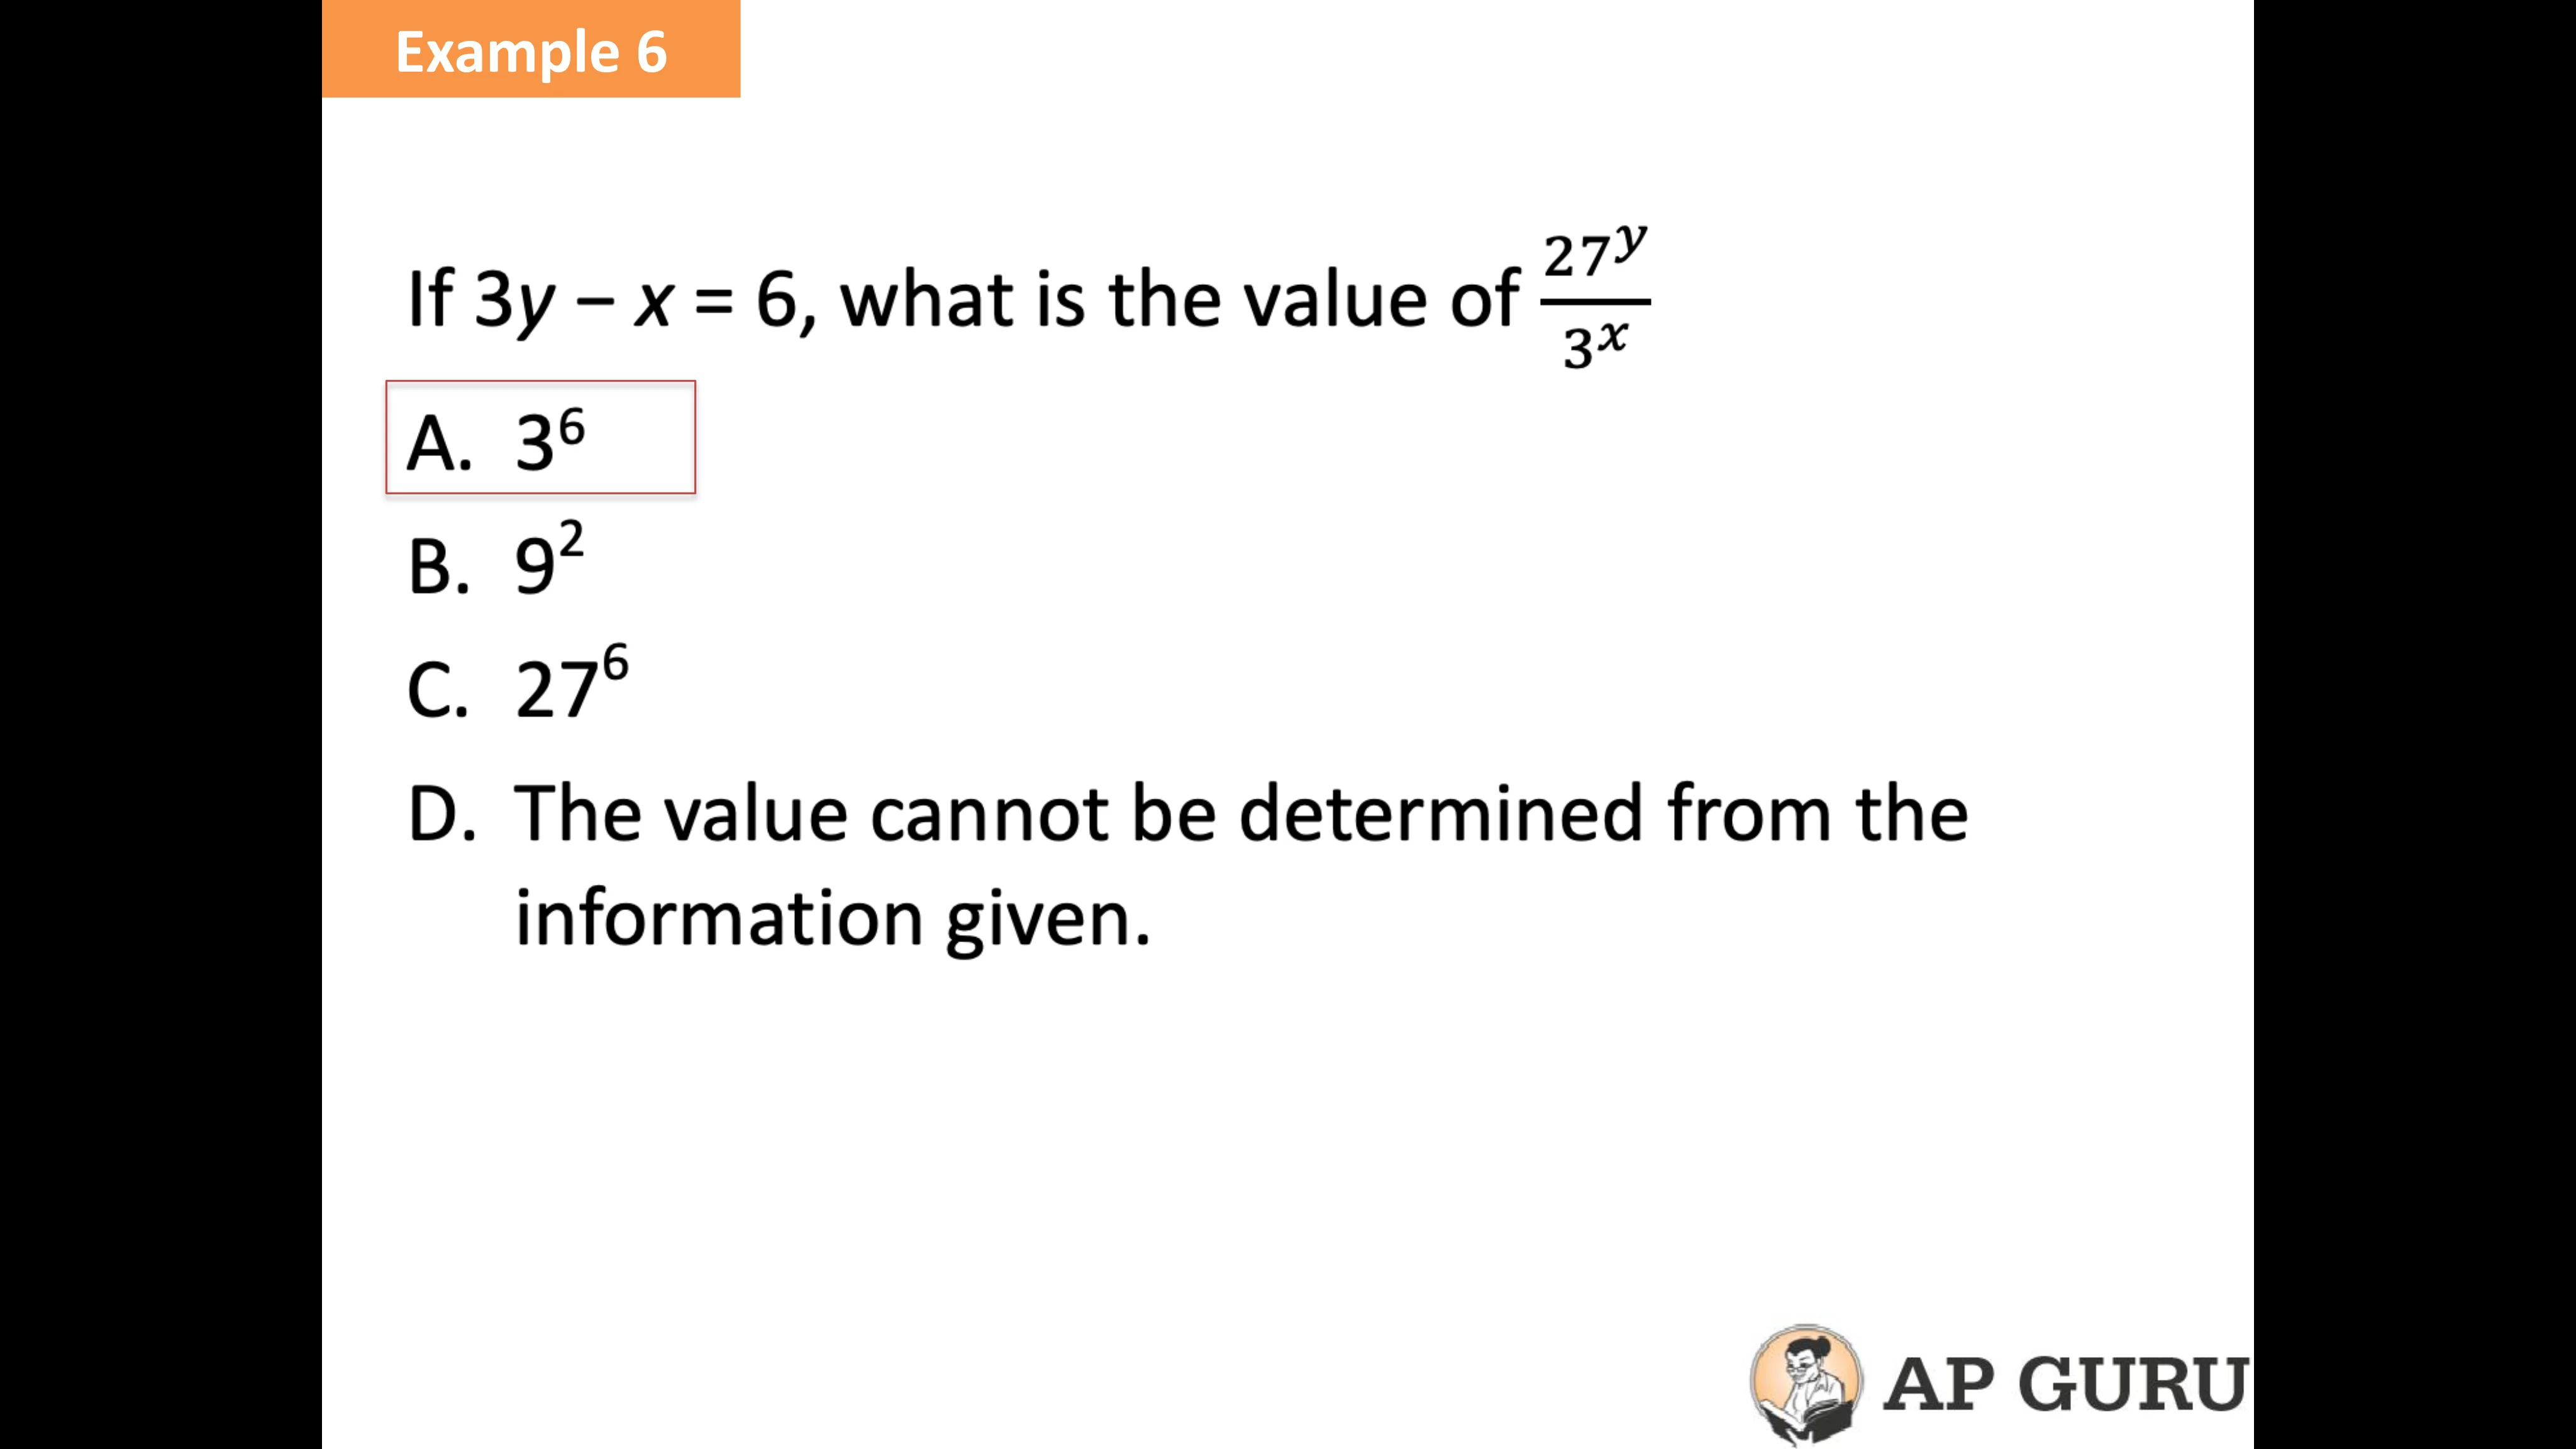 Example 6
If 3y – x = 6, what is the value of 27^y/3^x
A. 3^6
B. 9^2
C. 27^6
D. The value cannot be determined from the
information given.
AP GURU